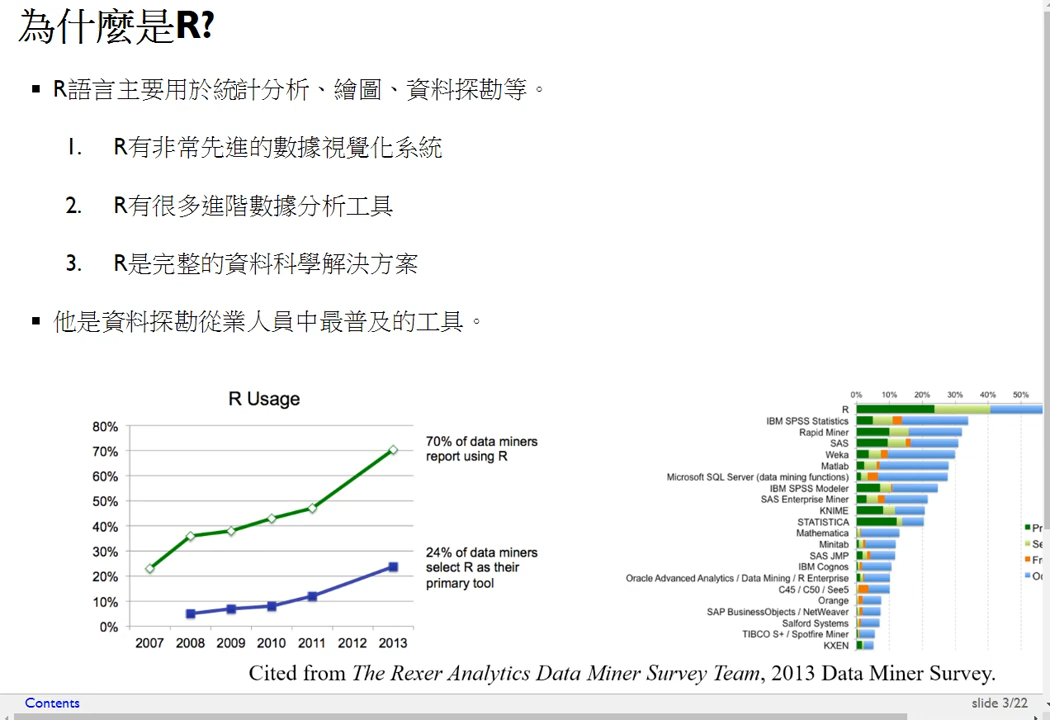 為什麼是R?
▪ R語言主要用於統計分析、繪圖、資料探勘等。
1. R有非常先進的數據視覺化系統
2. R有很多進階數據分析工具
3. R是完整的資料科學解決方案
▪ 他是資料探勘從業人員中最普及的工具。
R Usage
80%
70%
60%
50%
40%
30%
20%
10%
0%
2007 2008 2009 2010 2011 2012 2013
70% of data miners
report using R
24% of data miners
select R as their
primary tool
0% 10% 20% 30% 40% 50%
R
IBM SPSS Statistics
Rapid Miner
SAS
Weka
Matlab
Microsoft SQL Server (data mining functions)
IBM SPSS Modeler
SAS Enterprise Miner
KNIME
STATISTICA
Mathematica
Minitab
SAS JMP
IBM Cognos
Oracle Advanced Analytics / Data Mining / R Enterprise
C45 / C50 / See5
Orange
SAP BusinessObjects / NetWeaver
Salford Systems
TIBCO S+ / Spotfire Miner
KXEN
Pr
Se
Fr
Cited from The Rexer Analytics Data Miner Survey Team, 2013 Data Miner Survey.
Contents
slide 3/22